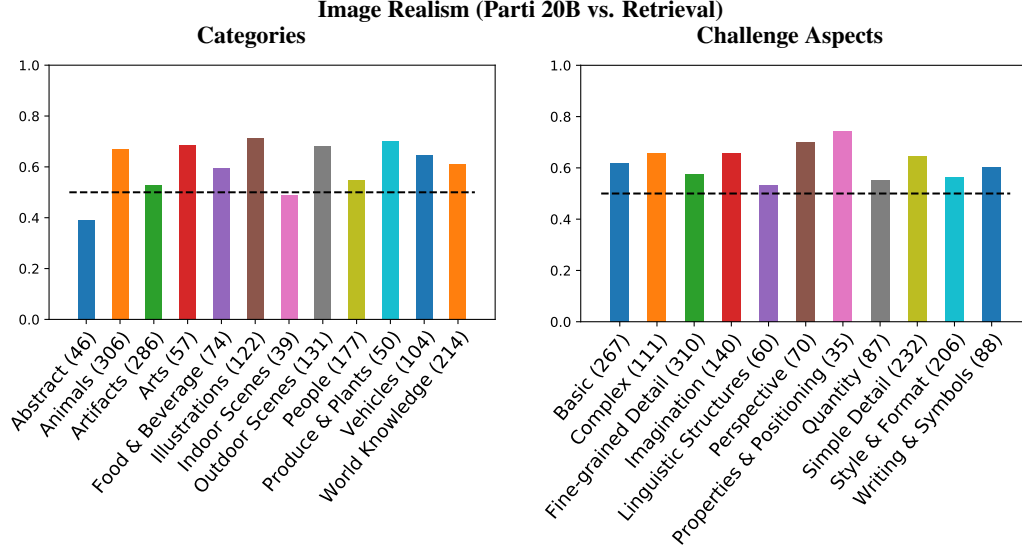 Image Realism (Parti 20B vs. Retrieval)
Categories
1.0
0.8
0.6
0.4
0.2
0.0
Abstract (46)
Animals (306)
Artifacts (286)
Arts (57)
Food & Beverage (74)
Illustrations (122)
Indoor Scenes (39)
Outdoor Scenes (131)
People (177)
Produce & Plants (50)
Vehicles (104)
World Knowledge (214)
Challenge Aspects
1.0
0.8
0.6
0.4
0.2
0.0
Basic (267)
Complex (111)
Fine-grained Detail (310)
Imagination (140)
Linguistic Structures (60)
Perspective (70)
Properties & Positioning (35)
Quantity (87)
Simple Detail (232)
Style & Format (206)
Writing & Symbols (88)